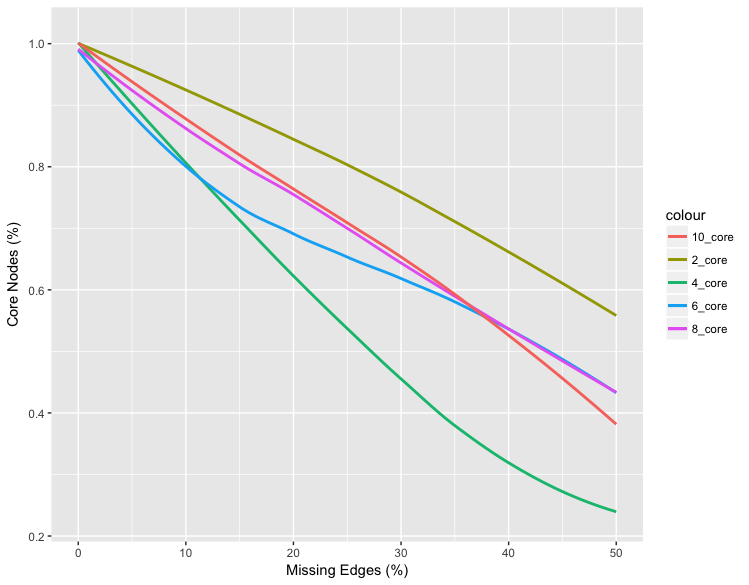 1.0
0.8
0.6
0.4
0.2
Core Nodes (%)
0 10 20 30 40 50
Missing Edges (%)
colour
10_core
2_core
4_core
6_core
8_core